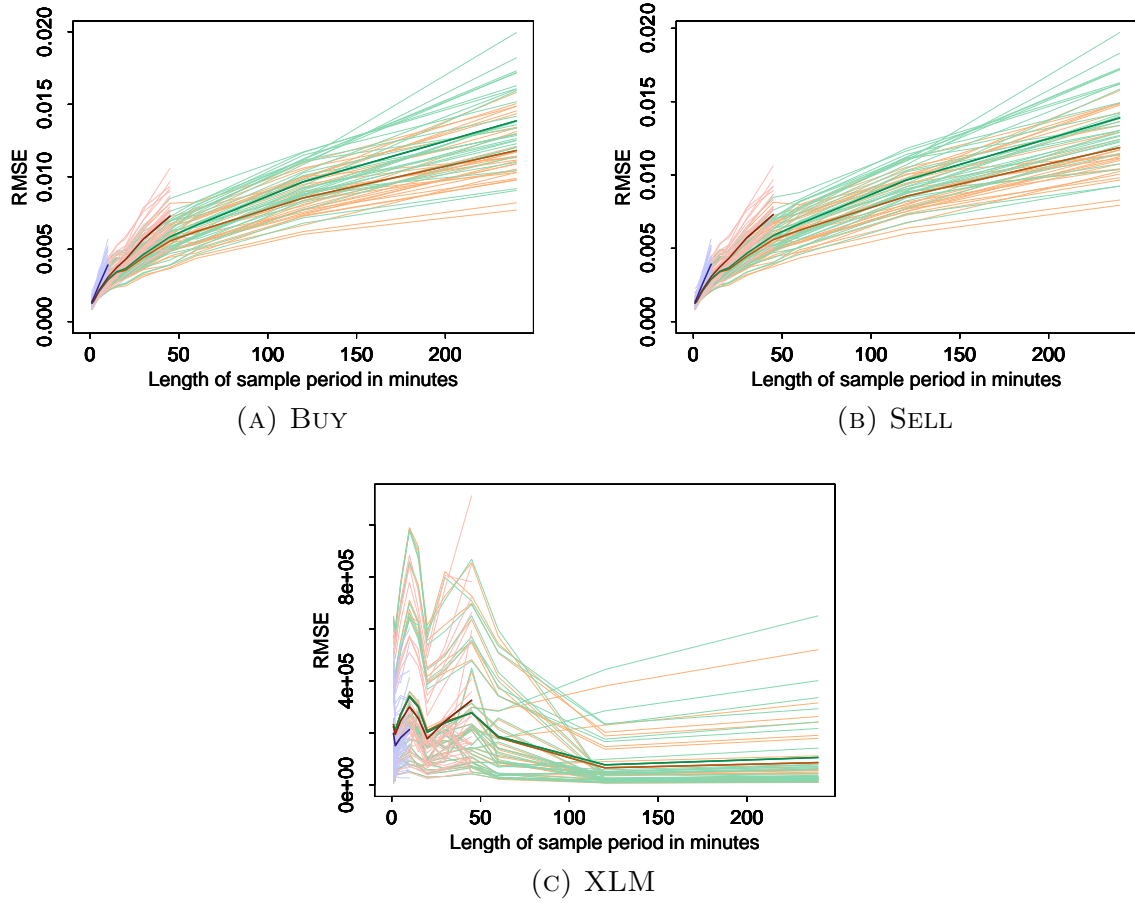 0.000 0.005 0.010 0.015 0.020
RMSE
0 50 100 150 200
Length of sample period in minutes
(A) BUY
0.000 0.005 0.010 0.015 0.020
RMSE
0 50 100 150 200
Length of sample period in minutes
(B) SELL
0e+00 4e+05 8e+05
RMSE
0 50 100 150 200
Length of sample period in minutes
(C) XLM